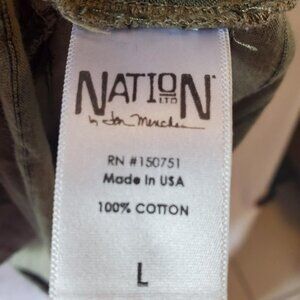 NATION
LTD
by Jen Menchaca
RN #150751
Made In USA
100% COTTON
L